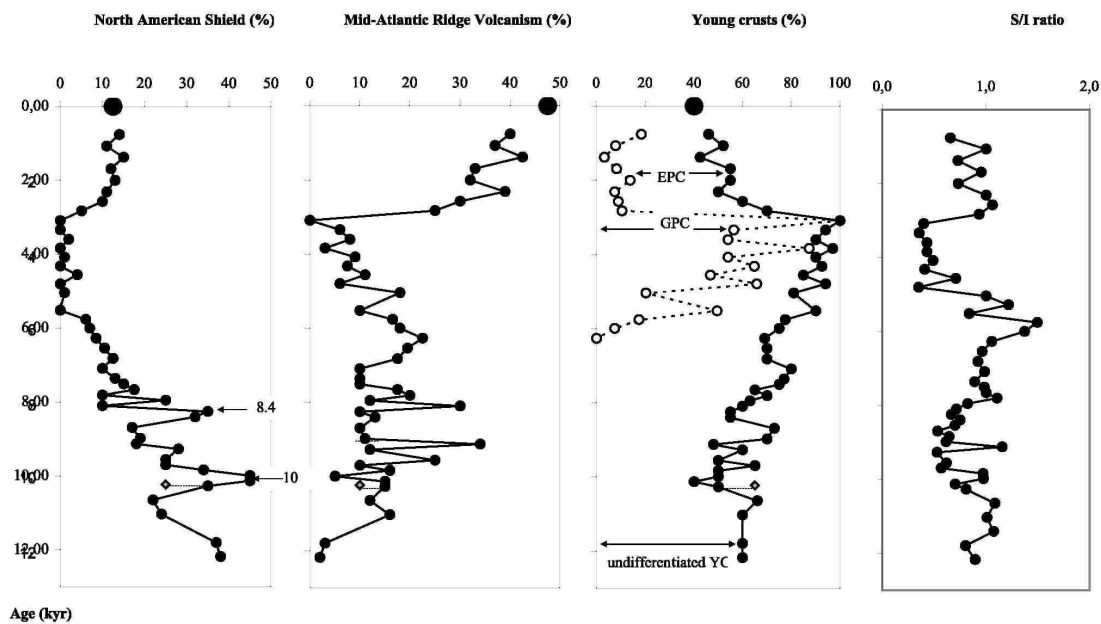 North American Shield (%) Mid-Atlantic Ridge Volcanism (%) Young crusts (%) S/I ratio
0 10 20 30 40 50 0 10 20 30 40 50 0 20 40 60 80 100 0,0 1,0 2,0
0,00
2,00
EPC
GPC
4
6,00
8
8.4
10,00
10
12,00
undifferentiated YC
Age (kyr)